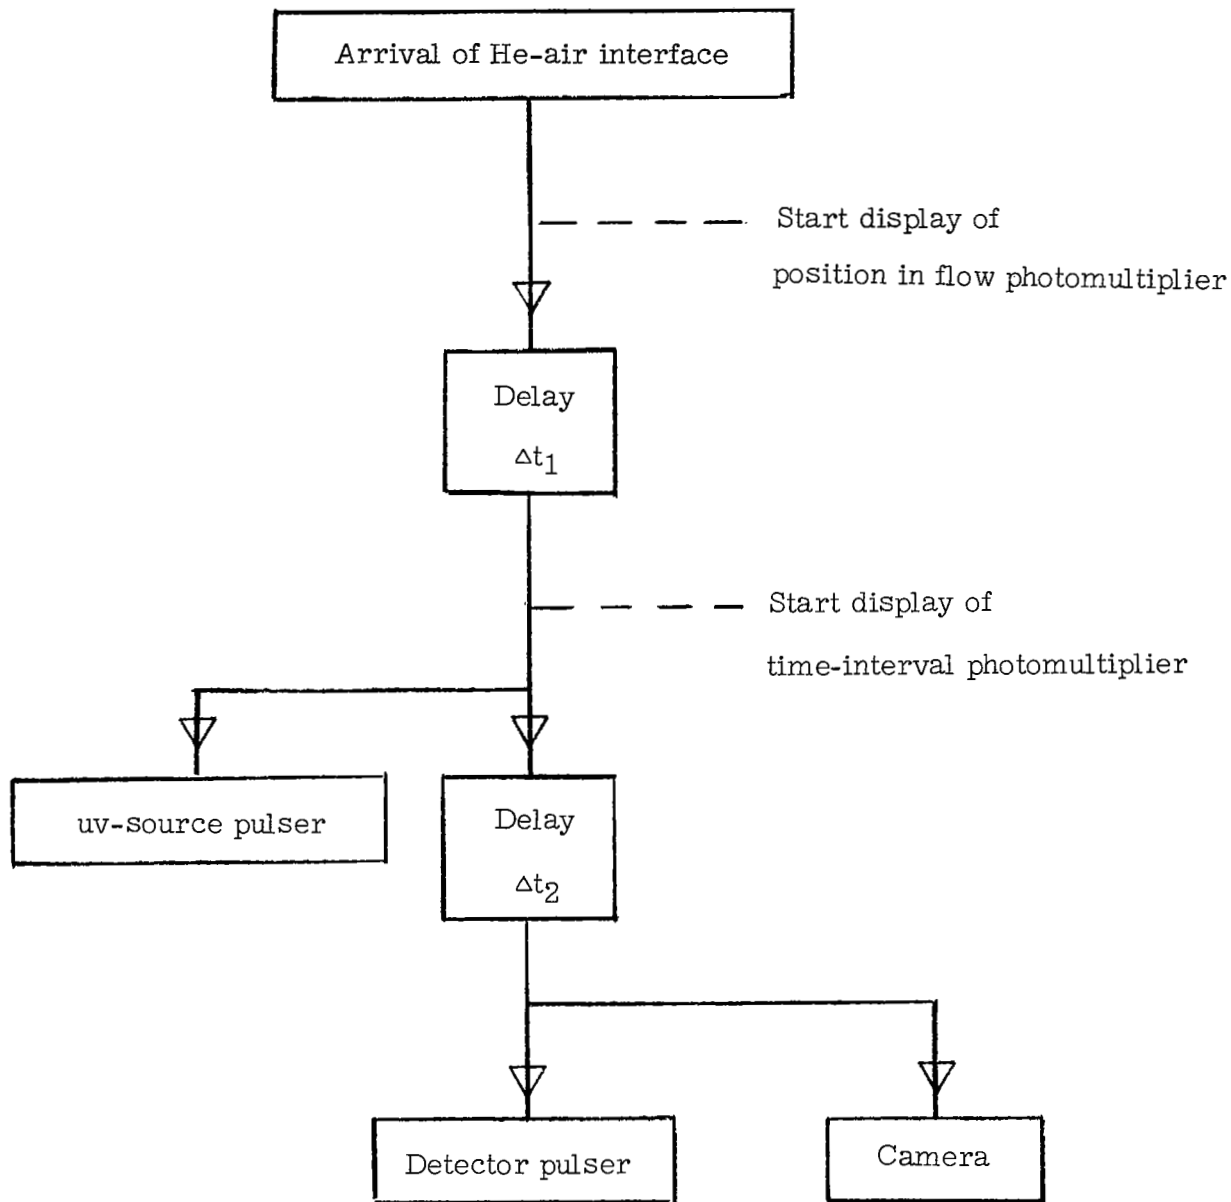 Arrival of He-air interface
Start display of
position in flow photomultiplier
Delay
Δt₁
Start display of
time-interval photomultiplier
uv-source pulser
Delay
Δt₂
Detector pulser
Camera